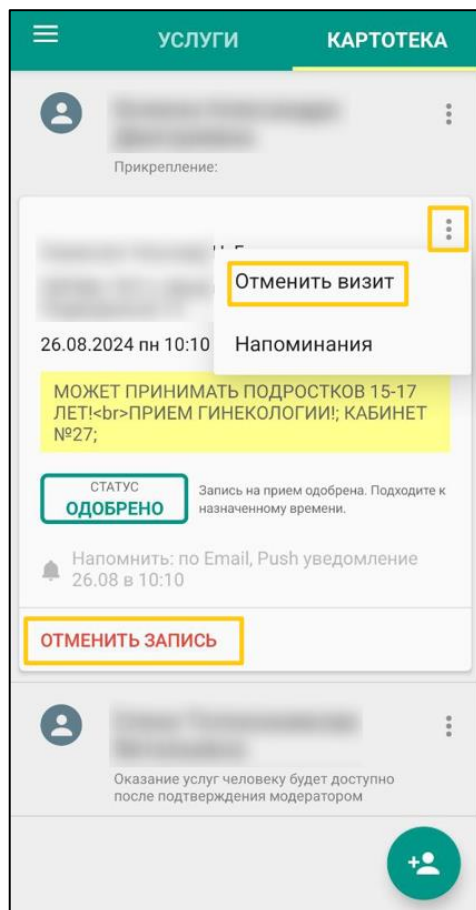 УСЛУГИ
КАРТОТЕКА
Прикрепление:
Отменить визит
26.08.2024 пн 10:10
Напоминания
МОЖЕТ ПРИНИМАТЬ ПОДРОСТКОВ 15-17
ЛЕТ!<br>ПРИЕМ ГИНЕКОЛОГИИ!; КАБИНЕТ
№27;
СТАТУС
ОДОБРЕНО
Запись на прием одобрена. Подходите к
назначенному времени.
Напомнить: по Email, Push уведомление
26.08 в 10:10
ОТМЕНИТЬ ЗАПИСЬ
Оказание услуг человеку будет доступно
после подтверждения модератором